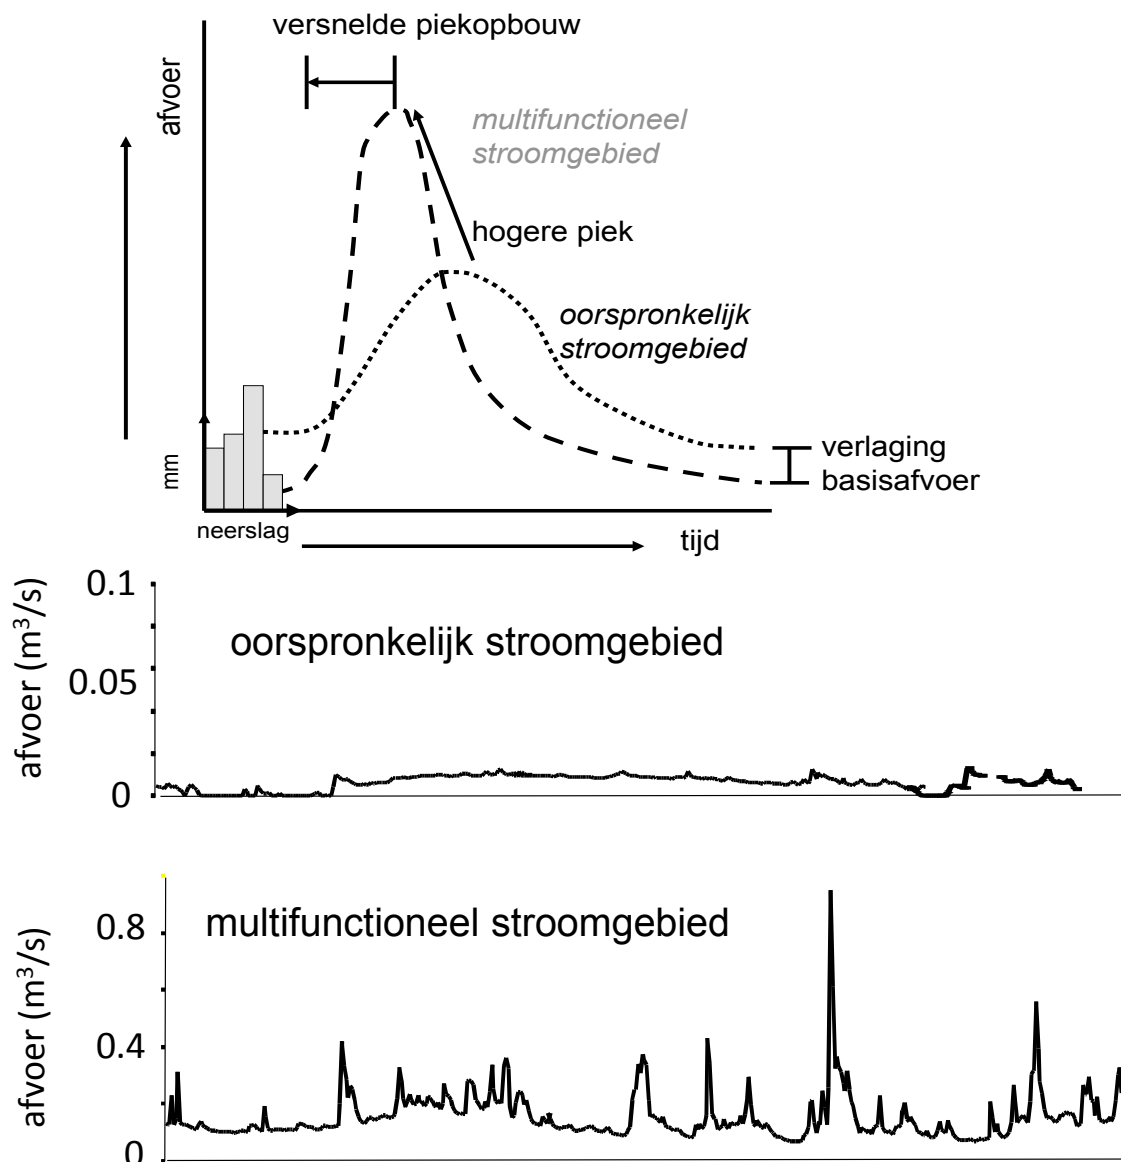 versnelde piekopbouw
afvoer
multifunctioneel
stroomgebied
hogere piek
oorspronkelijk
stroomgebied
verlaging
basisafvoer
mm
neerslag
tijd
0.1
oorspronkelijk stroomgebied
0.05
afvoer (m³/s)
0
multifunctioneel stroomgebied
0.8
afvoer (m³/s)
0.4
0